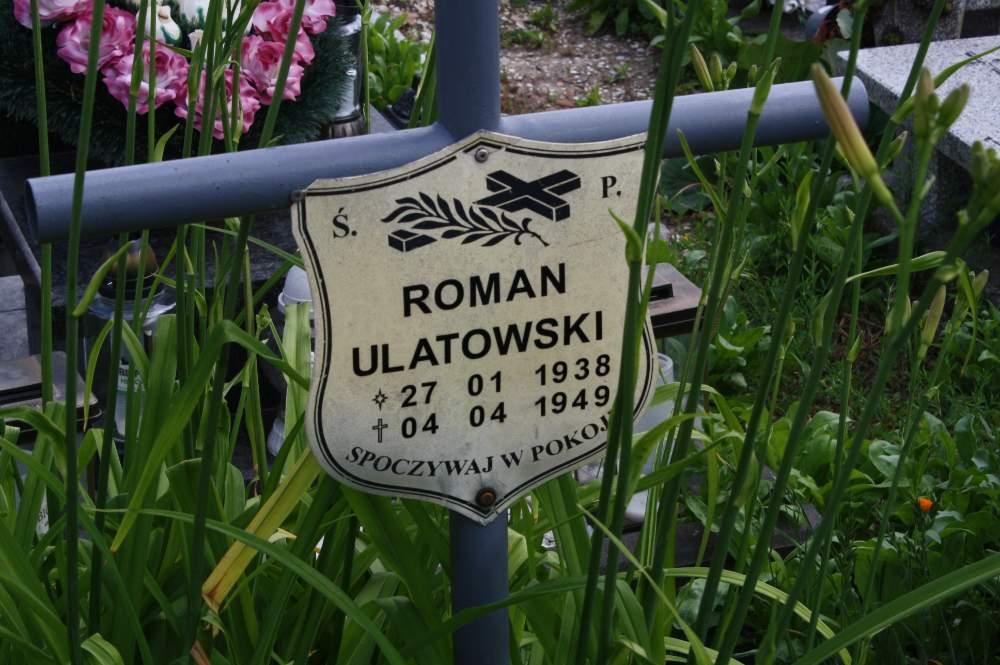 Ś. P.
ROMAN
ULATOWSKI
27 01 1938
04 04 1949
SPOCZYWAJ W POKOJU